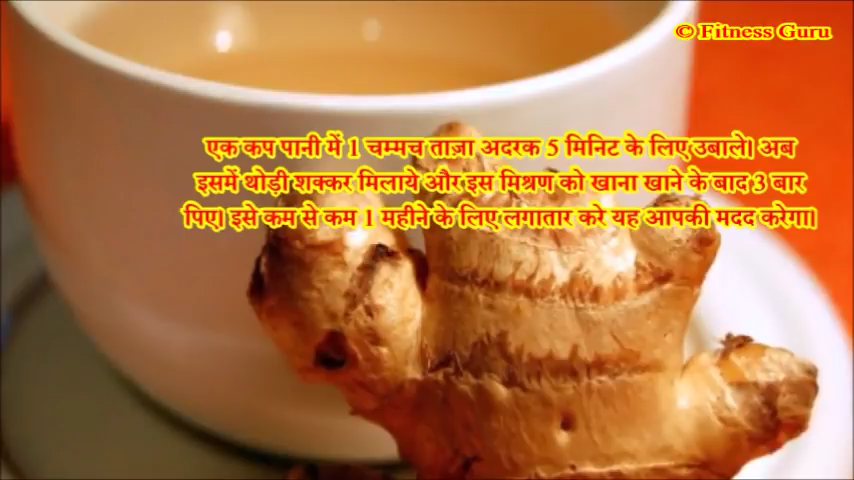 © Fitness Guru
एक कप पानी में 1 चम्मच ताज़ा अदरक 5 मिनिट के लिए उबाले। अब
इसमें थोड़ी शक्कर मिलाये और इस मिश्रण को खाना खाने के बाद 3 बार
पिए। इसे कम से कम 1 महीने के लिए लगातार करे यह आपकी मदद करेगा।